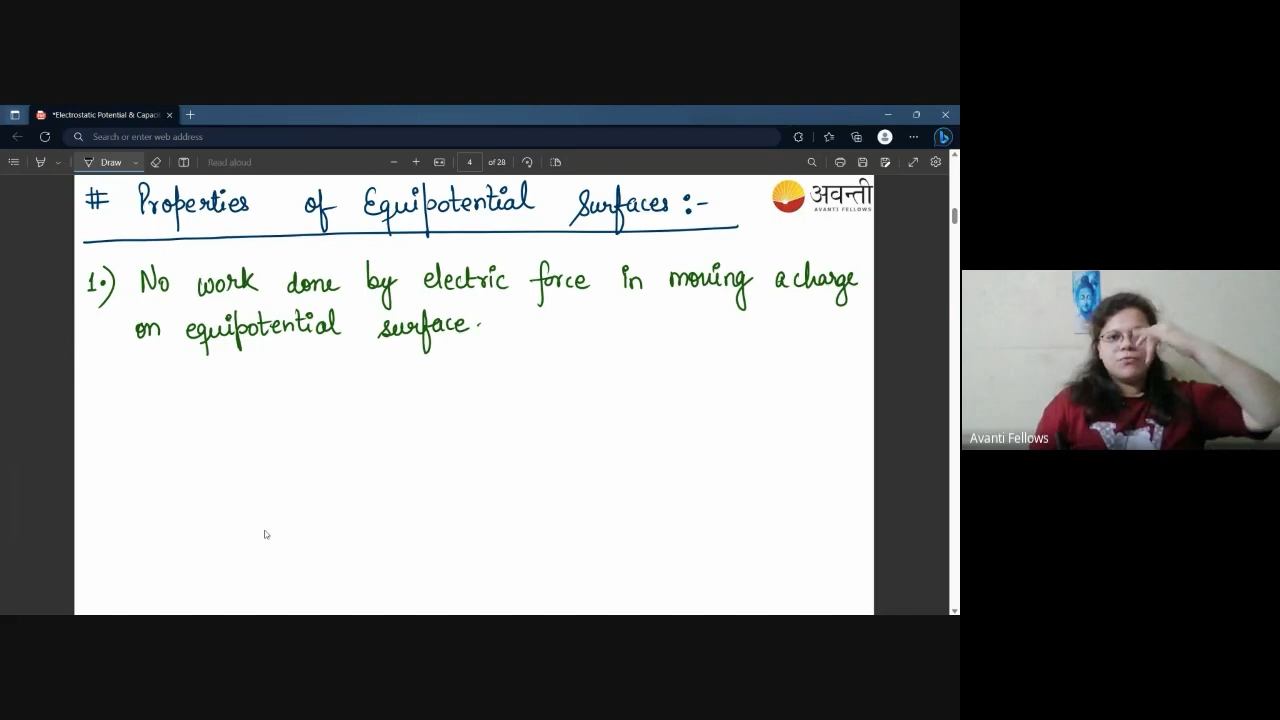 *Electrostatic Potential & Capaci
Search or enter web address
Draw
Read aloud
4
of 28
# Properties of Equipotential Surfaces :-
अवन्ती
AVANTI FELLOWS
1.) No work done by electric force in moving a charge
on equipotential surface.
Avanti Fellows